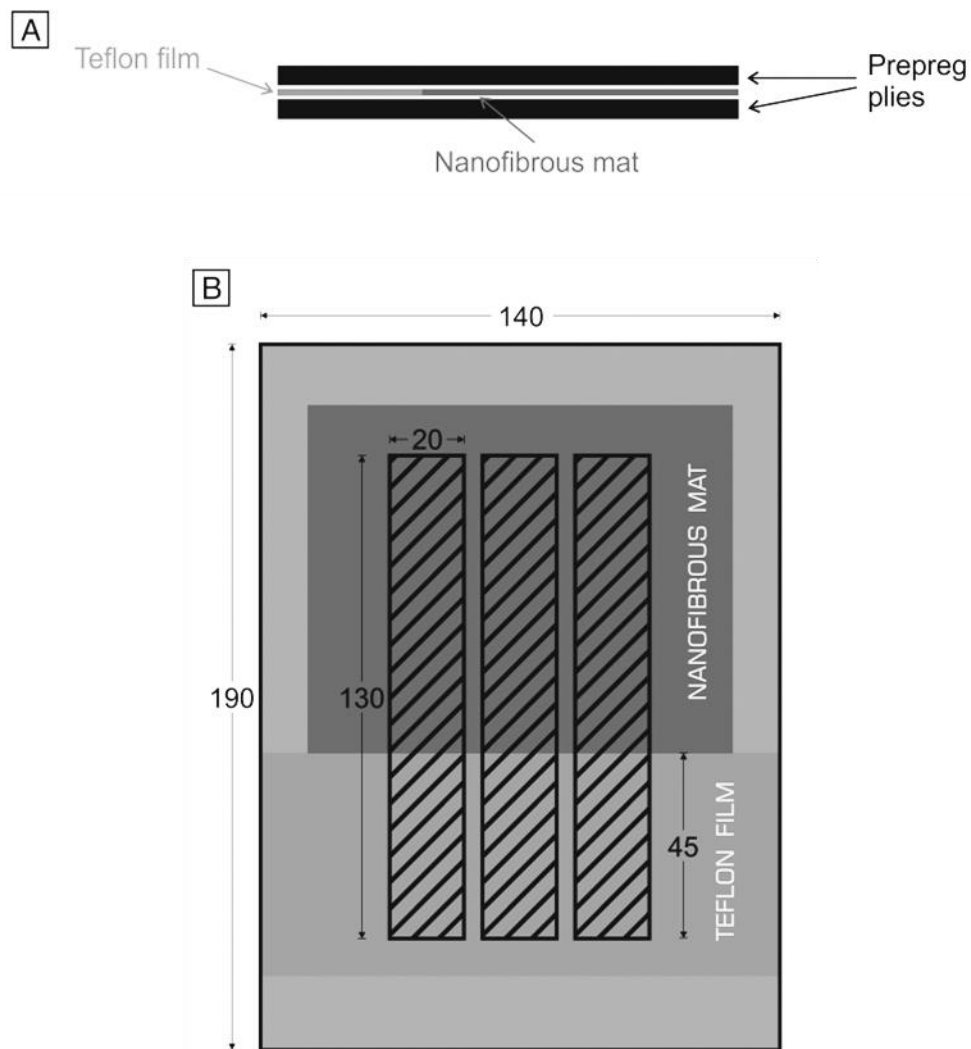 A
Teflon film
Prepreg
plies
Nanofibrous mat
B
140
20
190
130
45
NANOFIBROUS MAT
TEFLON FILM